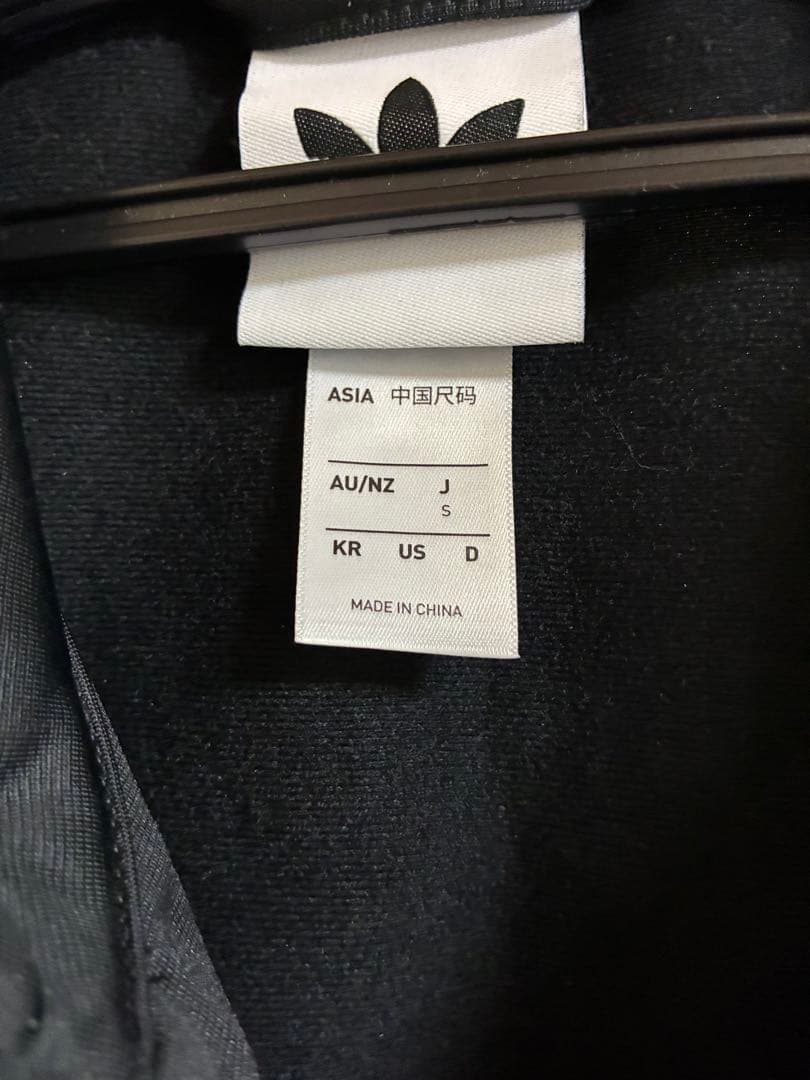 ASIA 中国尺码
AU/NZ J
S
KR US D
MADE IN CHINA